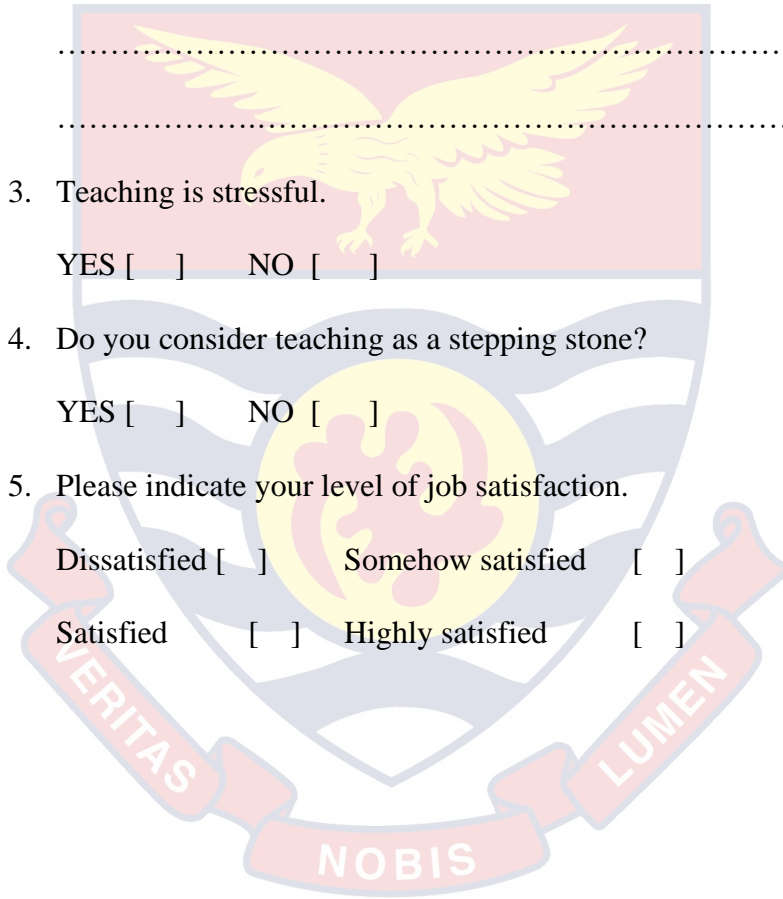 ……………………………………………………………
……………………………………………………………
3. Teaching is stressful.
YES [ ] NO [ ]
4. Do you consider teaching as a stepping stone?
YES [ ] NO [ ]
5. Please indicate your level of job satisfaction.
Dissatisfied [ ] Somehow satisfied [ ]
Satisfied [ ] Highly satisfied [ ]
VERITAS
NOBIS
LUMEN